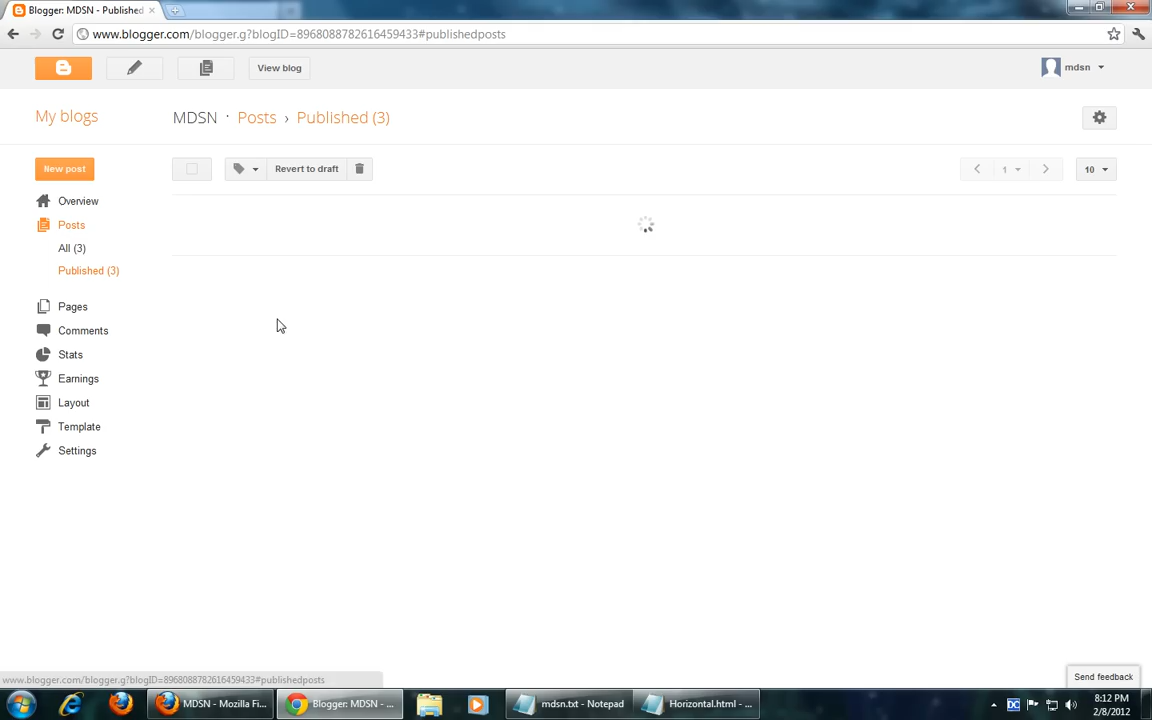 Blogger: MDSN - Published
www.blogger.com/blogger.g?blogID=8968088782616459433#publishedposts
View blog
mdsn
My blogs
MDSN · Posts › Published (3)
New post
Revert to draft
1
10
Overview
Posts
All (3)
Published (3)
Pages
Comments
Stats
Earnings
Layout
Template
Settings
Send feedback
www.blogger.com/blogger.g?blogID=8968088782616459433#publishedposts
MDSN - Mozilla Fi...
Blogger: MDSN - ...
mdsn.txt - Notepad
Horizontal.html - ...
DC
8:12 PM
2/8/2012